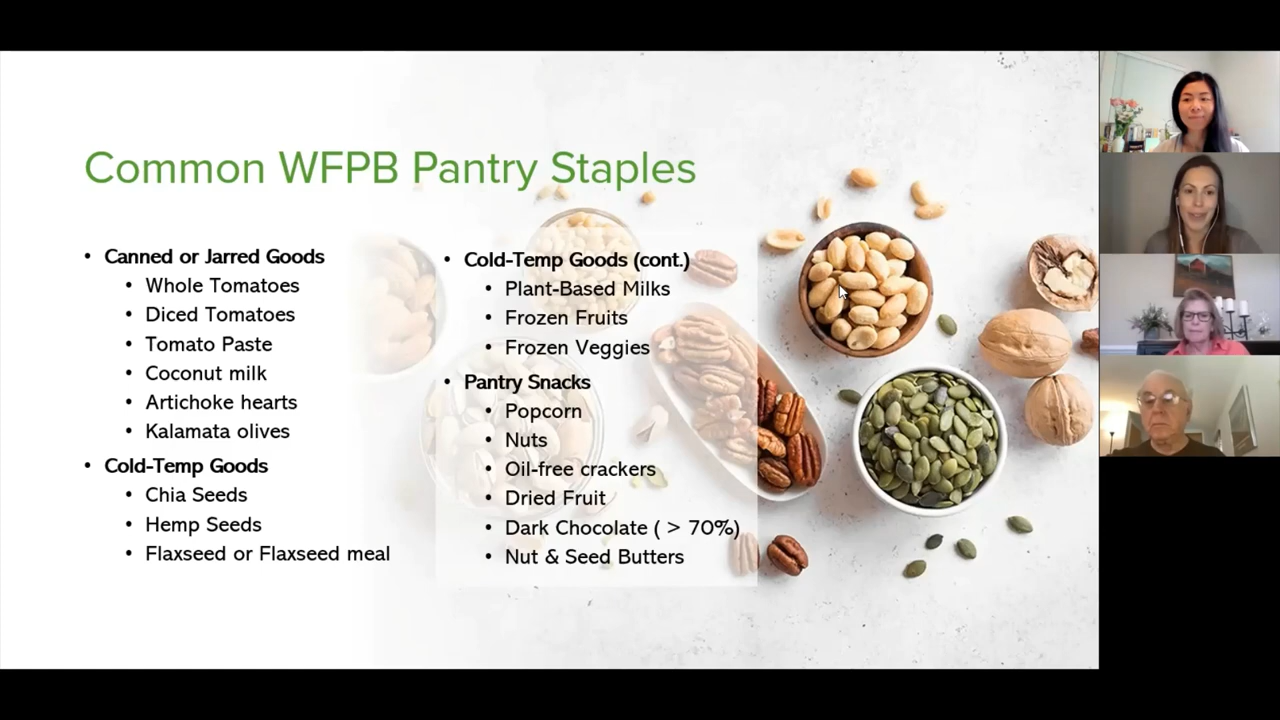 Common WFPB Pantry Staples
• Canned or Jarred Goods
• Whole Tomatoes
• Diced Tomatoes
• Tomato Paste
• Coconut milk
• Artichoke hearts
• Kalamata olives
• Cold-Temp Goods
• Chia Seeds
• Hemp Seeds
• Flaxseed or Flaxseed meal
• Cold-Temp Goods (cont.)
• Plant-Based Milks
• Frozen Fruits
• Frozen Veggies
• Pantry Snacks
• Popcorn
• Nuts
• Oil-free crackers
• Dried Fruit
• Dark Chocolate ( > 70%)
• Nut & Seed Butters